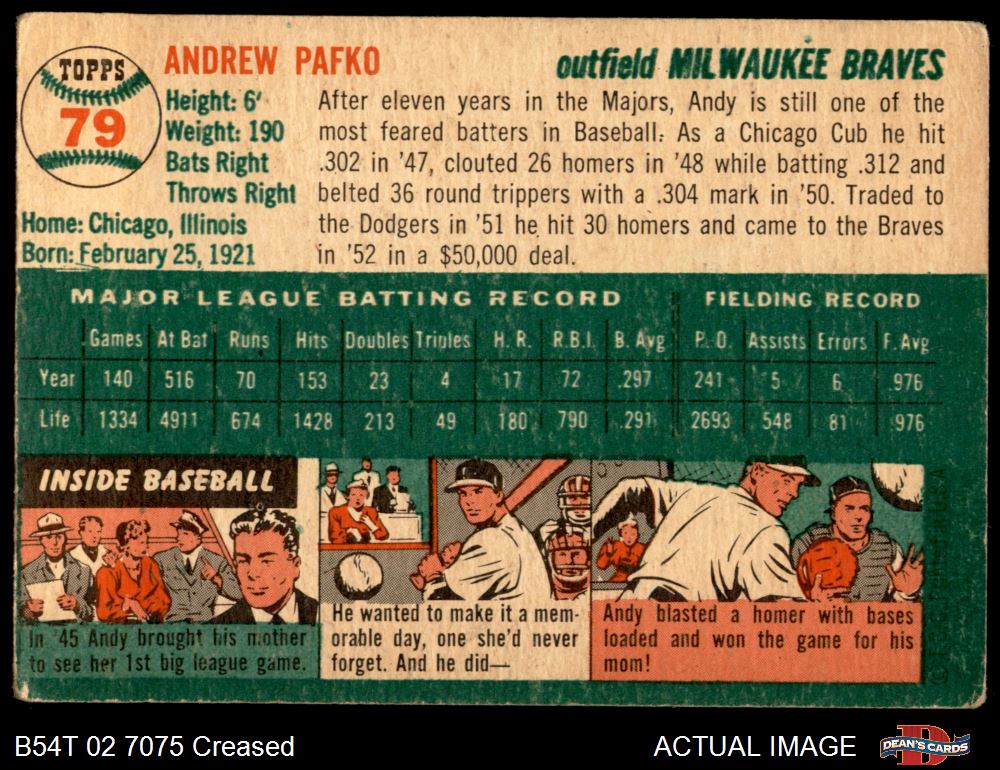 TOPPS
79
ANDREW PAFKO
outfield MILWAUKEE BRAVES
Height: 6'
Weight: 190
Bats Right
Throws Right
Home: Chicago, Illinois
Born: February 25, 1921
After eleven years in the Majors, Andy is still one of the
most feared batters in Baseball. As a Chicago Cub he hit
.302 in '47, clouted 26 homers in '48 while batting .312 and
belted 36 round trippers with a .304 mark in '50. Traded to
the Dodgers in '51 he hit 30 homers and came to the Braves
in '52 in a $50,000 deal.
MAJOR LEAGUE BATTING RECORD FIELDING RECORD
Games At Bat Runs Hits Doubles Triples H. R. R.B.I. B. Avg P. O. Assists Errors F. Avg
Year 140 516 70 153 23 4 17 72 .297 241 5 6 .976
Life 1334 4911 674 1428 213 49 180 790 .291 2693 548 81 .976
INSIDE BASEBALL
In '45 Andy brought his mother
to see her 1st big league game.
He wanted to make it a mem-
orable day, one she'd never
forget. And he did—
Andy blasted a homer with bases
loaded and won the game for his
mom!
B54T 02 7075 Creased
ACTUAL IMAGE
D
DEAN'S CARDS